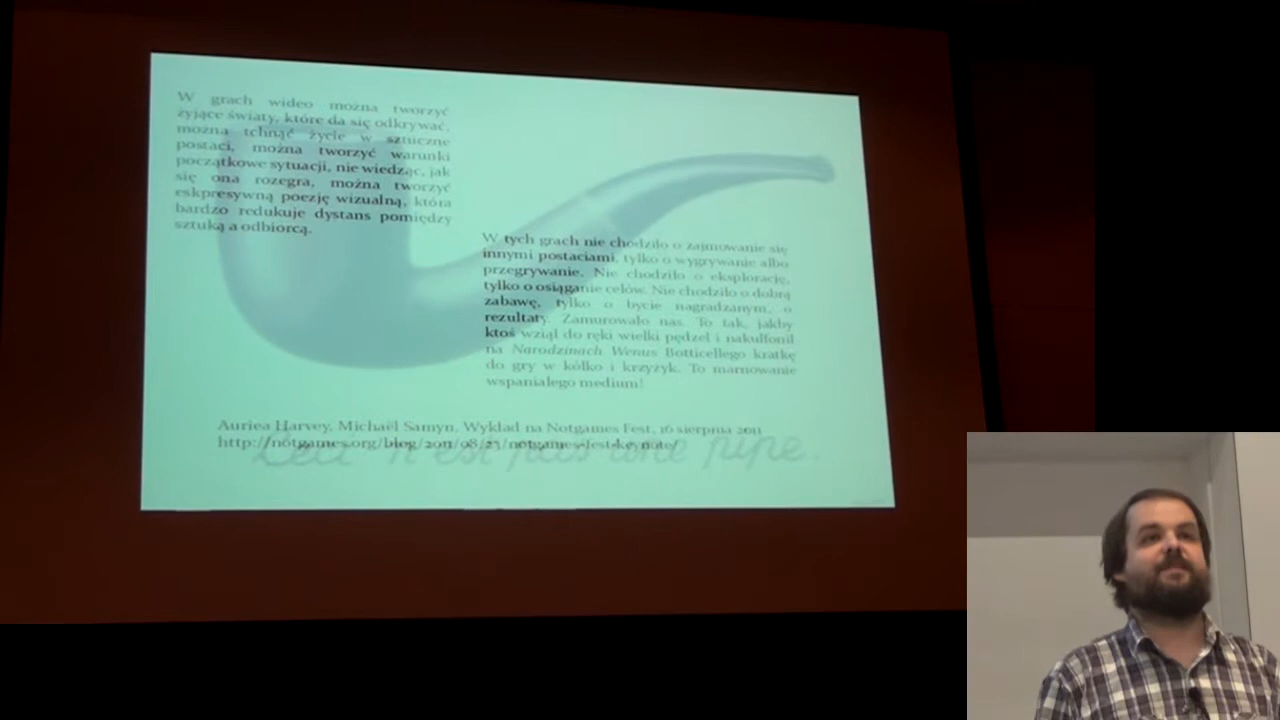 W grach wideo można tworzyć
żyjące światy, które da się odkrywać,
można tchnąć życie w sztuczne
postaci, można tworzyć warunki
początkowe sytuacji, nie wiedząc, jak
się ona rozegra, można tworzyć
eskpresywną poezję wizualną, która
bardzo redukuje dystans pomiędzy
sztuką a odbiorcą.
W tych grach nie chodziło o zajmowanie się
innymi postaciami, tylko o wygrywanie albo
przegrywanie. Nie chodziło o eksplorację,
tylko o osiąganie celów. Nie chodziło o dobrą
zabawę, tylko o bycie nagradzanym, o
rezultaty. Zamurowało nas. To tak, jakby
ktoś wziął do ręki wielki pędzel i nakulfonił
na Narodzinach Wenus Botticellego kratkę
do gry w kółko i krzyżyk. To marnowanie
wspaniałego medium!
Auriea Harvey, Michaël Samyn, Wykład na Notgames Fest, 16 sierpnia 2011
http://notgames.org/blog/2011/08/23/notgames-fest-keynote/
Ceci n'est pas une pipe.